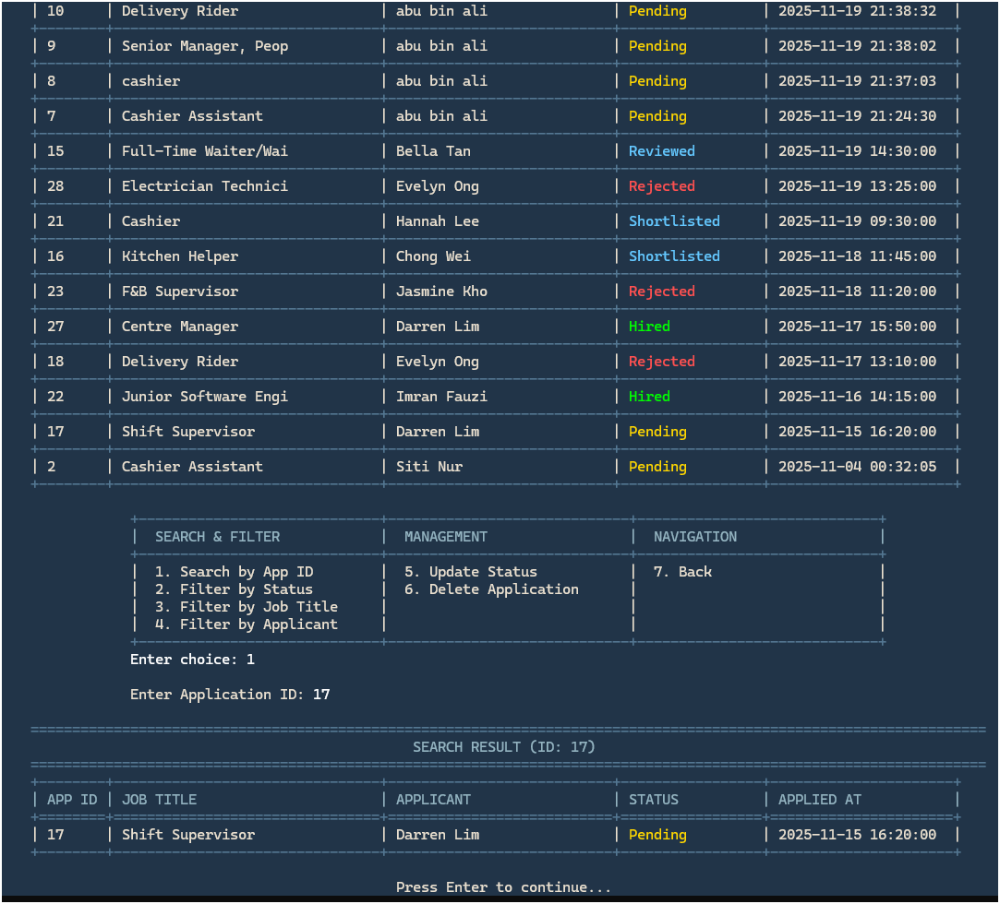 | 10 | Delivery Rider | abu bin ali | Pending | 2025-11-19 21:38:32 |
| 9 | Senior Manager, Peop | abu bin ali | Pending | 2025-11-19 21:38:02 |
| 8 | cashier | abu bin ali | Pending | 2025-11-19 21:37:03 |
| 7 | Cashier Assistant | abu bin ali | Pending | 2025-11-19 21:24:30 |
| 15 | Full-Time Waiter/Wai | Bella Tan | Reviewed | 2025-11-19 14:30:00 |
| 28 | Electrician Technici | Evelyn Ong | Rejected | 2025-11-19 13:25:00 |
| 21 | Cashier | Hannah Lee | Shortlisted | 2025-11-19 09:30:00 |
| 16 | Kitchen Helper | Chong Wei | Shortlisted | 2025-11-18 11:45:00 |
| 23 | F&B Supervisor | Jasmine Kho | Rejected | 2025-11-18 11:20:00 |
| 27 | Centre Manager | Darren Lim | Hired | 2025-11-17 15:50:00 |
| 18 | Delivery Rider | Evelyn Ong | Rejected | 2025-11-17 13:10:00 |
| 22 | Junior Software Engi | Imran Fauzi | Hired | 2025-11-16 14:15:00 |
| 17 | Shift Supervisor | Darren Lim | Pending | 2025-11-15 16:20:00 |
| 2 | Cashier Assistant | Siti Nur | Pending | 2025-11-04 00:32:05 |
| SEARCH & FILTER | MANAGEMENT | NAVIGATION |
| 1. Search by App ID | 5. Update Status | 7. Back |
| 2. Filter by Status | 6. Delete Application | |
| 3. Filter by Job Title | | |
| 4. Filter by Applicant | | |
Enter choice: 1
Enter Application ID: 17
SEARCH RESULT (ID: 17)
| APP ID | JOB TITLE | APPLICANT | STATUS | APPLIED AT |
| 17 | Shift Supervisor | Darren Lim | Pending | 2025-11-15 16:20:00 |
Press Enter to continue...